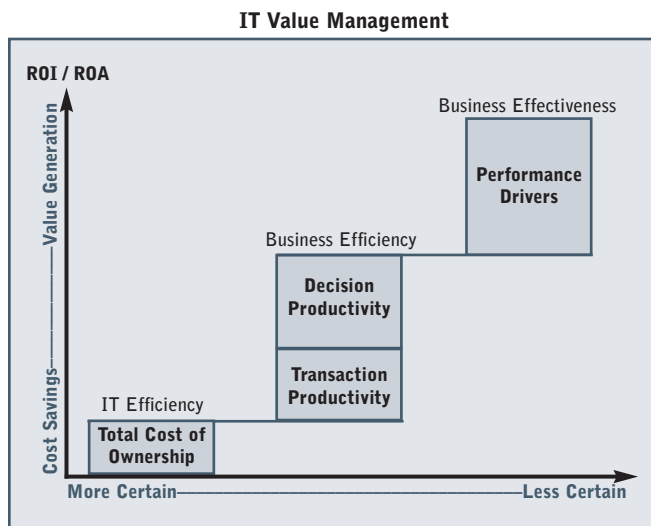 IT Value Management
ROI / ROA
Cost Savings Value Generation
Business Effectiveness
Performance
Drivers
Business Efficiency
Decision
Productivity
Transaction
Productivity
IT Efficiency
Total Cost of
Ownership
More Certain Less Certain